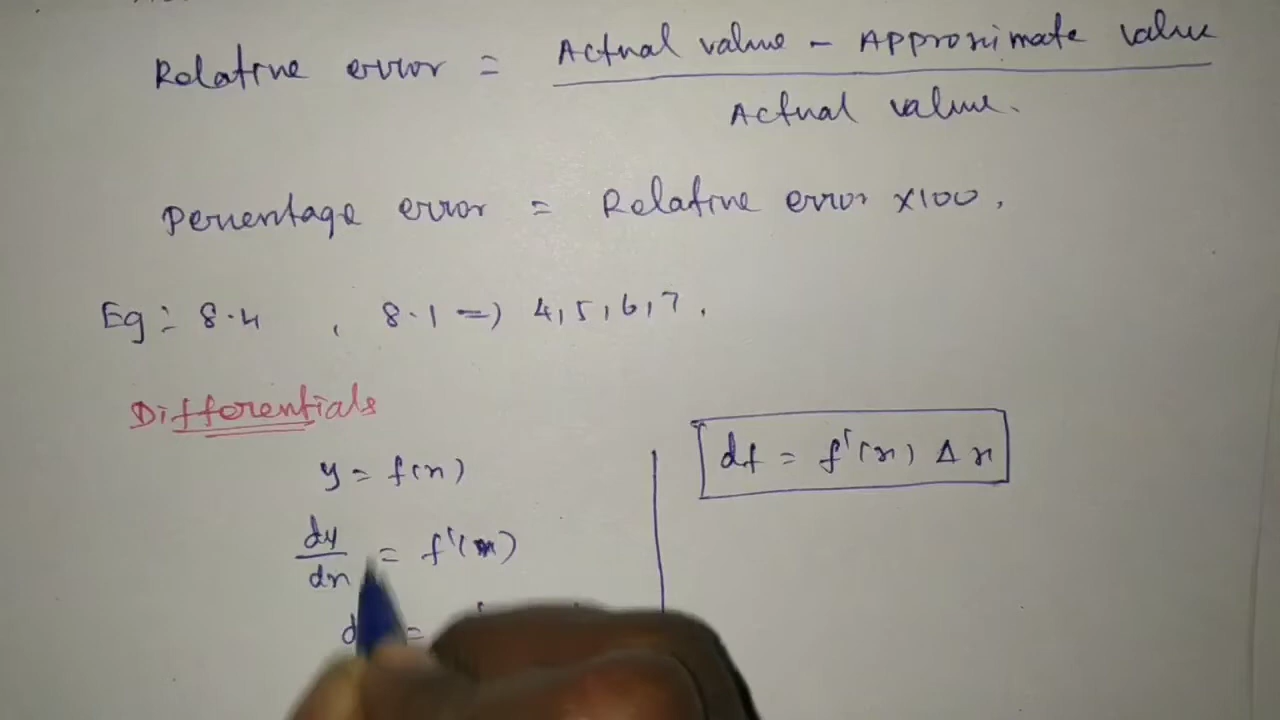 Relative error = Actual value - Approximate value / Actual value.
Percentage error = Relative error x100.
Eg:- 8.4 , 8.1 => 4,5,6,7.
Differentials
y = f(x)
dy/dx = f'(x)
df = f'(x) Δx